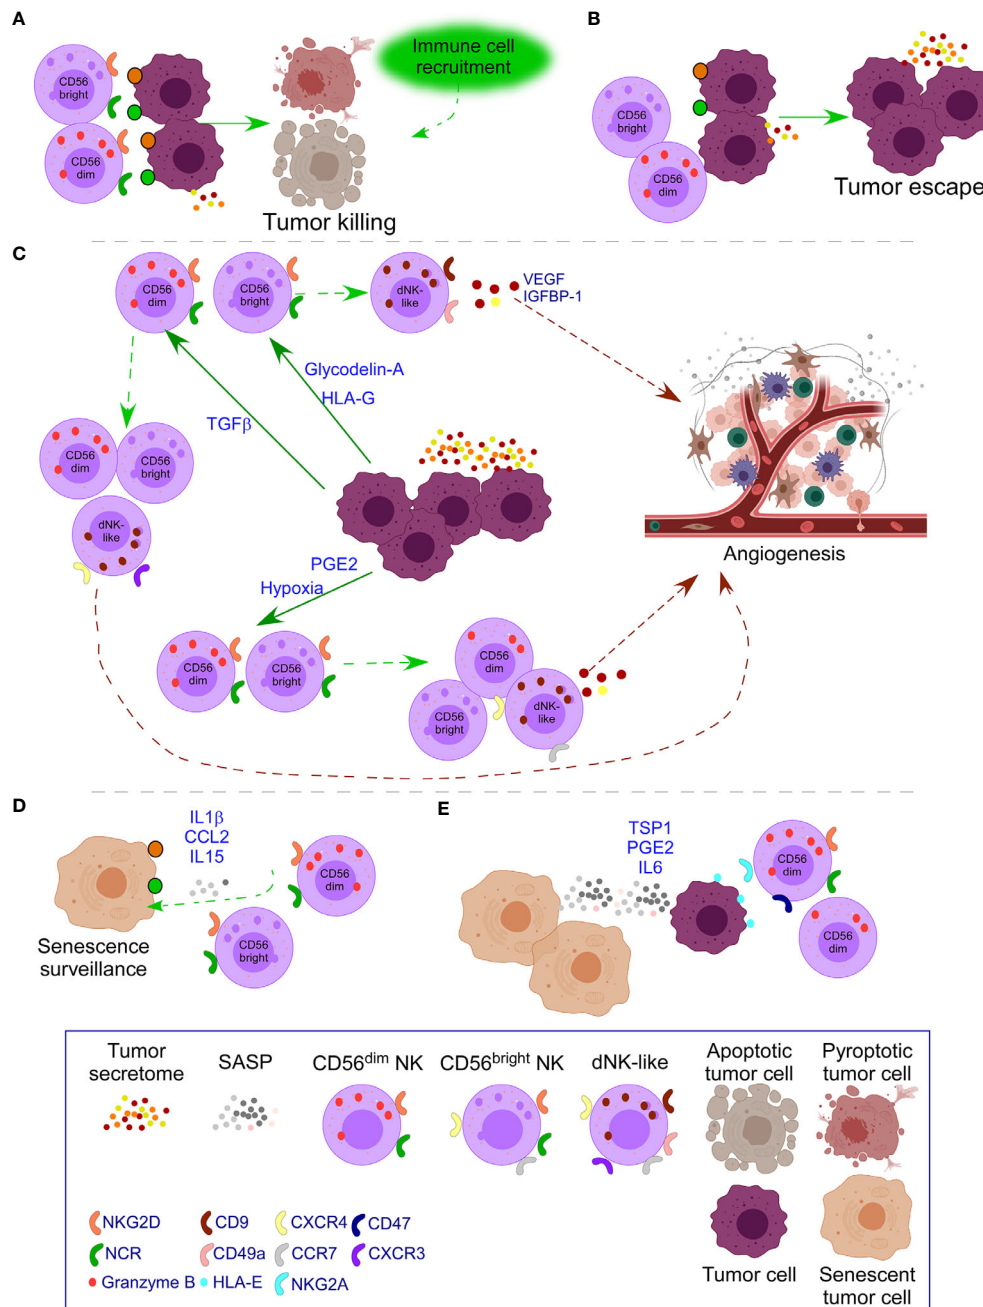 A
CD56
bright
CD56
dim
Immune cell
recruitment
Tumor killing
B
CD56
bright
CD56
dim
Tumor escape
C
CD56
dim
CD56
bright
dNK-
like
VEGF
IGFBP-1
Glycodelin-A
HLA-G
TGFβ
CD56
dim
CD56
bright
dNK-
like
PGE2
Hypoxia
Angiogenesis
CD56
dim
CD56
bright
CD56
dim
CD56
bright
dNK-
like
D
IL1β
CCL2
IL15
CD56
dim
CD56
bright
Senescence
surveillance
E
TSP1
PGE2
IL6
CD56
dim
CD56
dim
Tumor
secretome
SASP
CD56dim NK
CD56bright NK
dNK-like
Apoptotic
tumor cell
Pyroptotic
tumor cell
NKG2D
CD9
CXCR4
CD47
NCR
CD49a
CCR7
CXCR3
Granzyme B
HLA-E
NKG2A
Tumor cell
Senescent
tumor cell